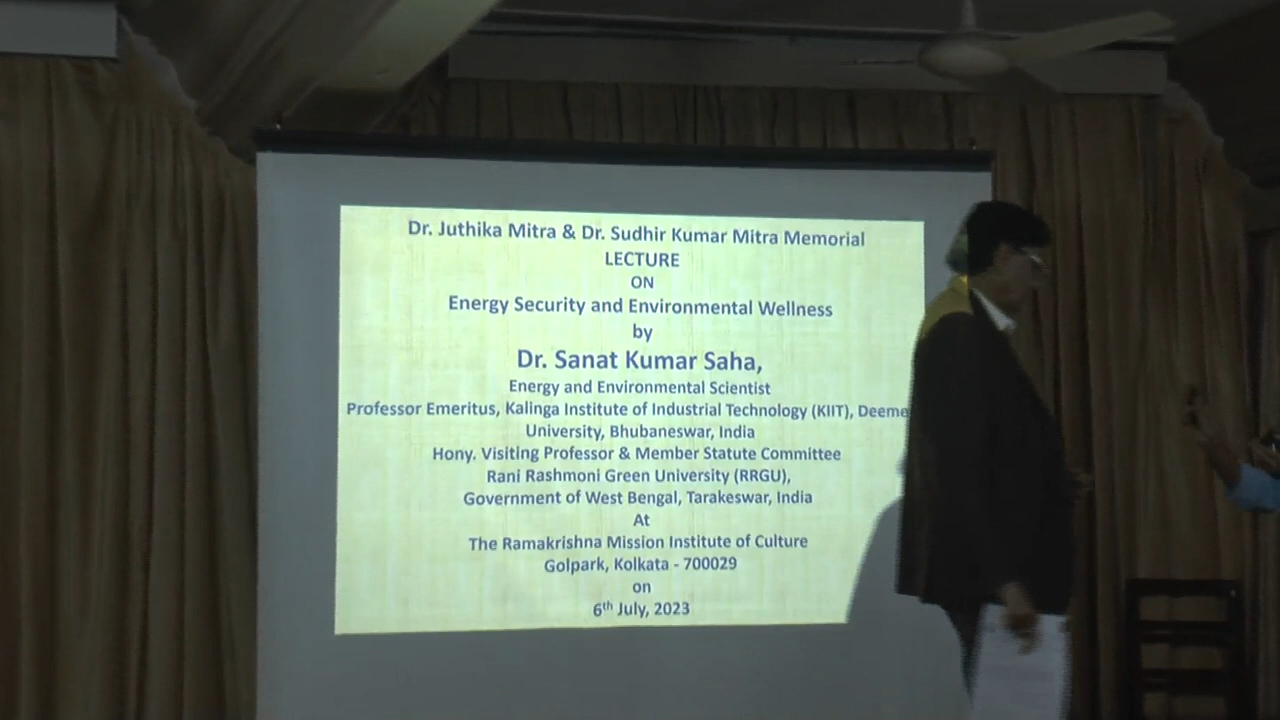 Dr. Juthika Mitra & Dr. Sudhir Kumar Mitra Memorial
LECTURE
ON
Energy Security and Environmental Wellness
by
Dr. Sanat Kumar Saha,
Energy and Environmental Scientist
Professor Emeritus, Kalinga Institute of Industrial Technology (KIIT), Deeme
University, Bhubaneswar, India
Hony. Visiting Professor & Member Statute Committee
Rani Rashmoni Green University (RRGU),
Government of West Bengal, Tarakeswar, India
At
The Ramakrishna Mission Institute of Culture
Golpark, Kolkata - 700029
on
6th July, 2023